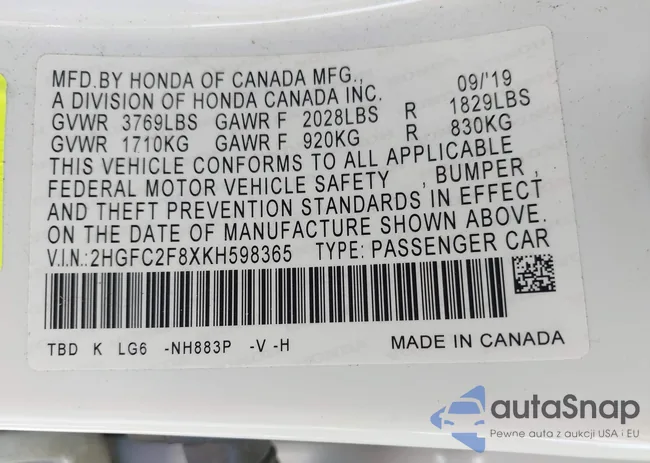 MFD.BY HONDA OF CANADA MFG., 09/'19
A DIVISION OF HONDA CANADA INC.
GVWR 3769LBS GAWR F 2028LBS R 1829LBS
GVWR 1710KG GAWR F 920KG R 830KG
THIS VEHICLE CONFORMS TO ALL APPLICABLE
FEDERAL MOTOR VEHICLE SAFETY , BUMPER ,
AND THEFT PREVENTION STANDARDS IN EFFECT
ON THE DATE OF MANUFACTURE SHOWN ABOVE.
V.I.N.:2HGFC2F8XKH598365 TYPE: PASSENGER CAR
TBD K LG6 -NH883P -V -H MADE IN CANADA
autaSnap
Pewne auta z aukcji USA i EU